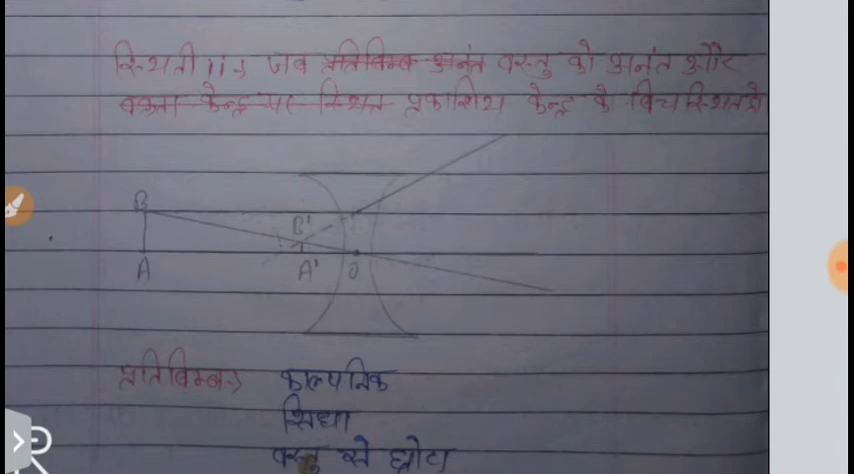 स्थिती ii→ जब प्रतिबिम्ब अनंत वस्तु को अनंत और
वक्रता केन्द्र पर स्थित प्रकाशिय केन्द्र के बिच स्थित हो
B
B'
A A' O
प्रतिबिम्ब→ काल्पनिक
सिधा
वस्तु से छोटा